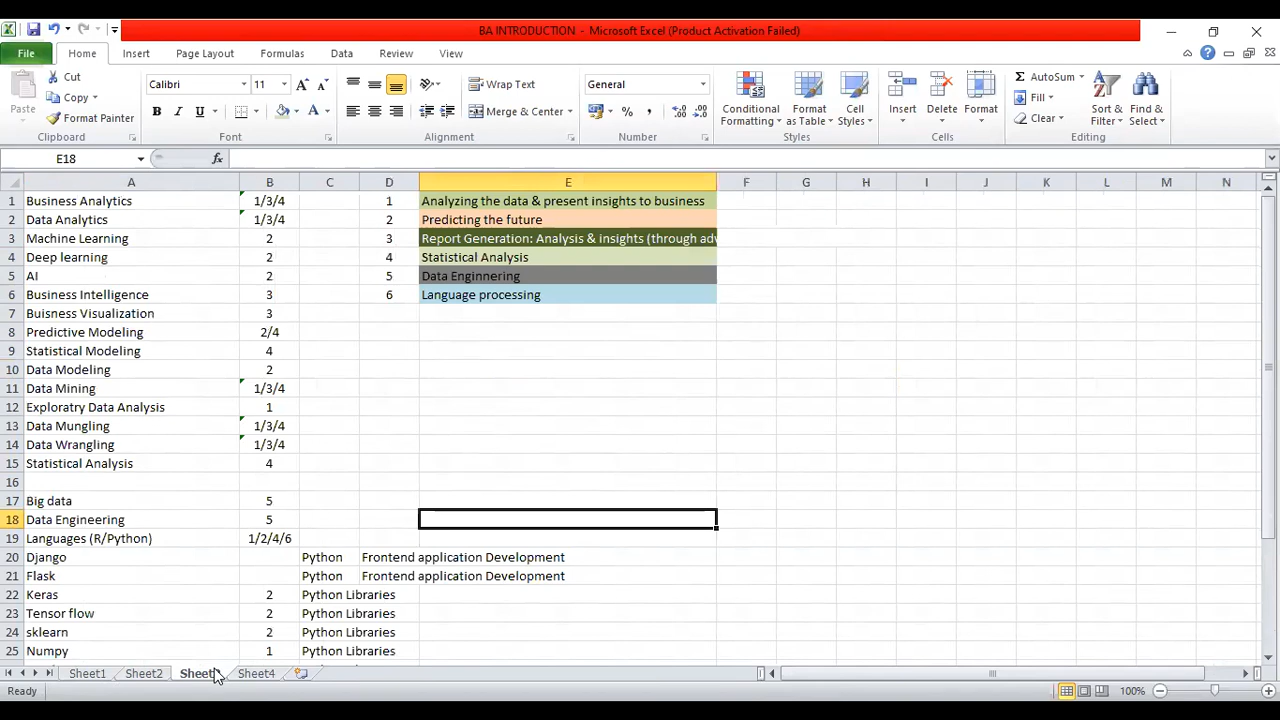 BA INTRODUCTION - Microsoft Excel (Product Activation Failed)
File Home Insert Page Layout Formulas Data Review View
Paste
Cut
Copy
Format Painter
Clipboard
Calibri 11
B I U
Font
Wrap Text
Merge & Center
Alignment
General
%
Number
Conditional Formatting
Format as Table
Cell Styles
Styles
Insert
Delete
Format
Cells
AutoSum
Fill
Clear
Sort & Filter
Find & Select
Editing
E18 fx
A B C D E F G H I J K L M N
1 Business Analytics 1/3/4 1 Analyzing the data & present insights to business
2 Data Analytics 1/3/4 2 Predicting the future
3 Machine Learning 2 3 Report Generation: Analysis & insights (through adv
4 Deep learning 2 4 Statistical Analysis
5 AI 2 5 Data Enginnering
6 Business Intelligence 3 6 Language processing
7 Buisness Visualization 3
8 Predictive Modeling 2/4
9 Statistical Modeling 4
10 Data Modeling 2
11 Data Mining 1/3/4
12 Exploratry Data Analysis 1
13 Data Mungling 1/3/4
14 Data Wrangling 1/3/4
15 Statistical Analysis 4
16
17 Big data 5
18 Data Engineering 5
19 Languages (R/Python) 1/2/4/6
20 Django Python Frontend application Development
21 Flask Python Frontend application Development
22 Keras 2 Python Libraries
23 Tensor flow 2 Python Libraries
24 sklearn 2 Python Libraries
25 Numpy 1 Python Libraries
Sheet1 Sheet2 Sheet Sheet4
Ready 100%